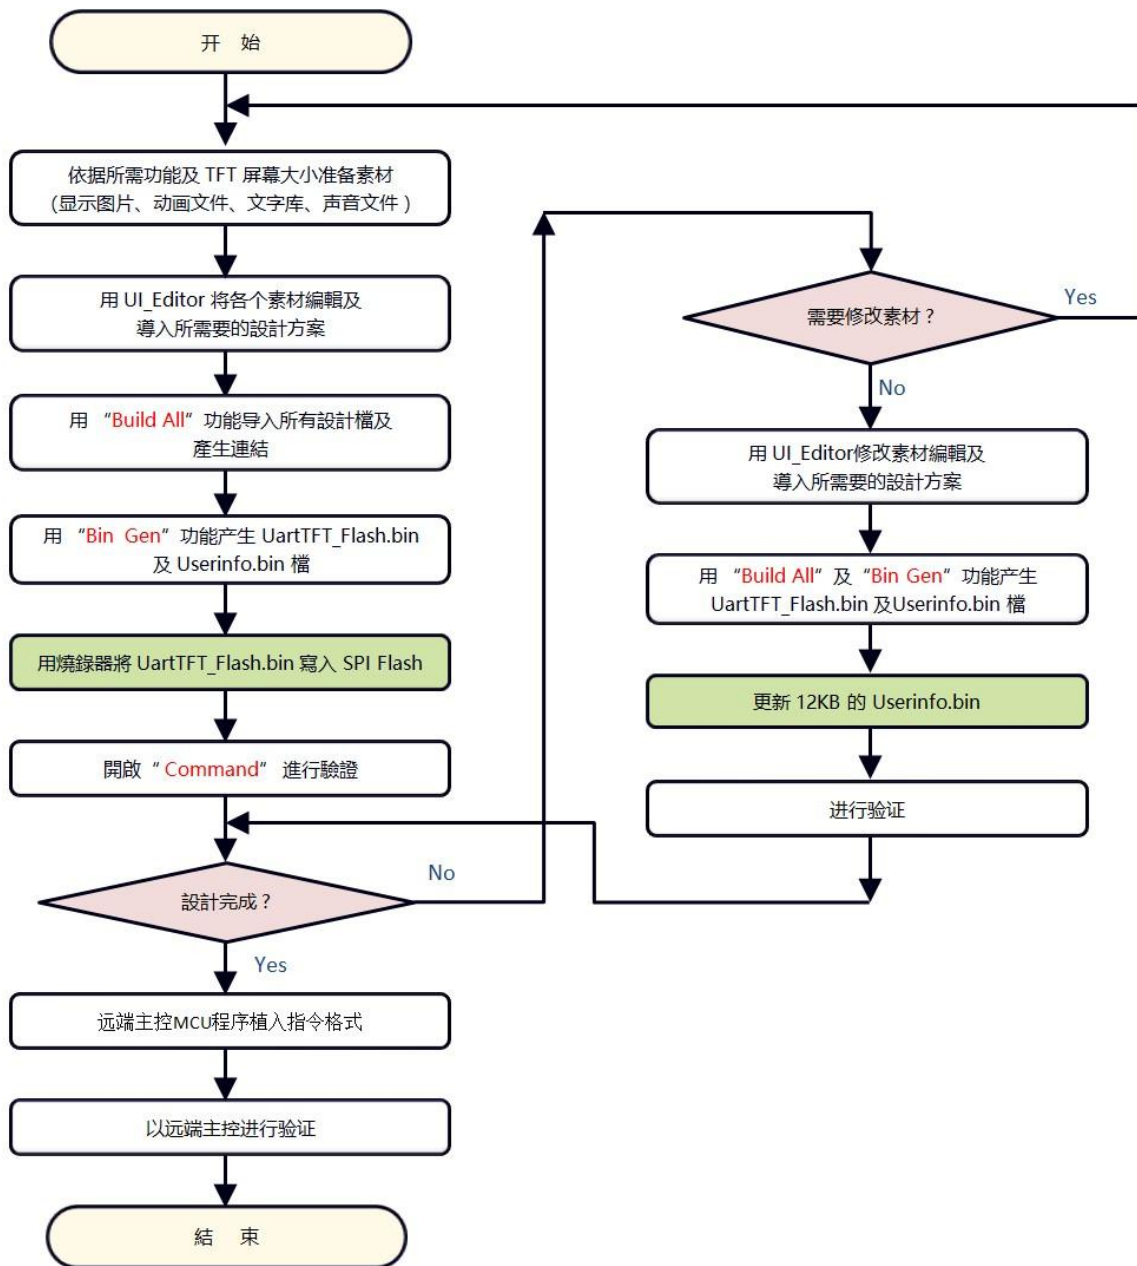 开 始
依据所需功能及 TFT 屏幕大小准备素材
(显示图片、动画文件、文字库、声音文件 )
用 UI_Editor 将各个素材編輯及
導入所需要的設計方案
用 “Build All” 功能导入所有設計檔及
產生連結
用 “Bin Gen“ 功能产生 UartTFT_Flash.bin
及 Userinfo.bin 檔
用燒錄器將 UartTFT_Flash.bin 寫入 SPI Flash
開啟 “ Command” 進行驗證
設計完成 ?
No
Yes
远端主控MCU程序植入指令格式
以远端主控进行验证
結 束
需要修改素材 ?
Yes
No
用 UI_Editor修改素材編輯及
導入所需要的設計方案
用 “Build All” 及 “Bin Gen” 功能产生
UartTFT_Flash.bin 及Userinfo.bin 檔
更新 12KB 的 Userinfo.bin
进行验证